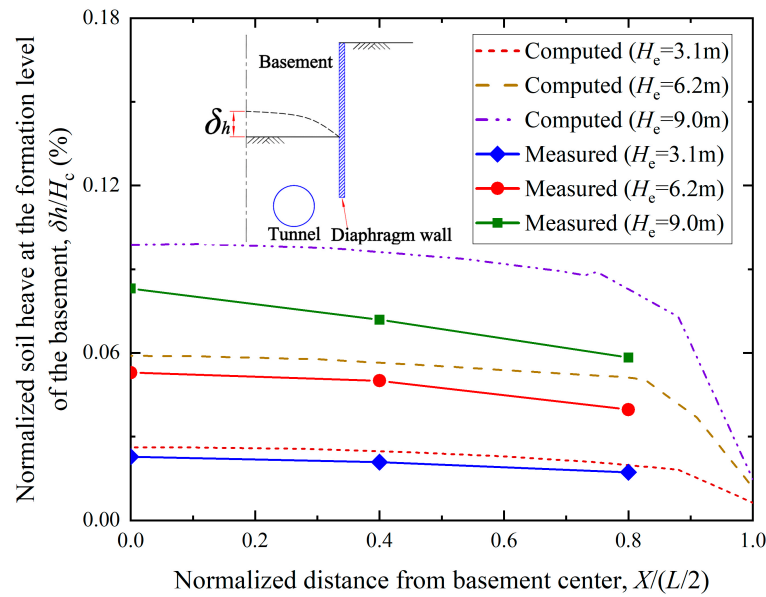 Normalized soil heave at the formation level
of the basement, δh/Hc (%)
0.18
0.12
0.06
0.00
0.0
0.2
0.4
0.6
0.8
1.0
Normalized distance from basement center, X/(L/2)
Basement
δh
Tunnel
Diaphragm wall
Computed (He=3.1m)
Computed (He=6.2m)
Computed (He=9.0m)
Measured (He=3.1m)
Measured (He=6.2m)
Measured (He=9.0m)